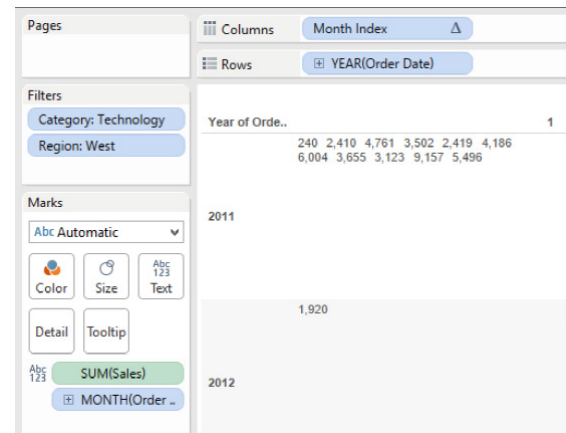 Pages
Columns
Month Index Δ
Rows
YEAR(Order Date)
Filters
Category: Technology
Region: West
Marks
Abc Automatic
Color
Size
Abc
123
Text
Detail
Tooltip
Abc
123
SUM(Sales)
MONTH(Order ..
Year of Orde.. 1
240 2,410 4,761 3,502 2,419 4,186
6,004 3,655 3,123 9,157 5,496
2011
1,920
2012